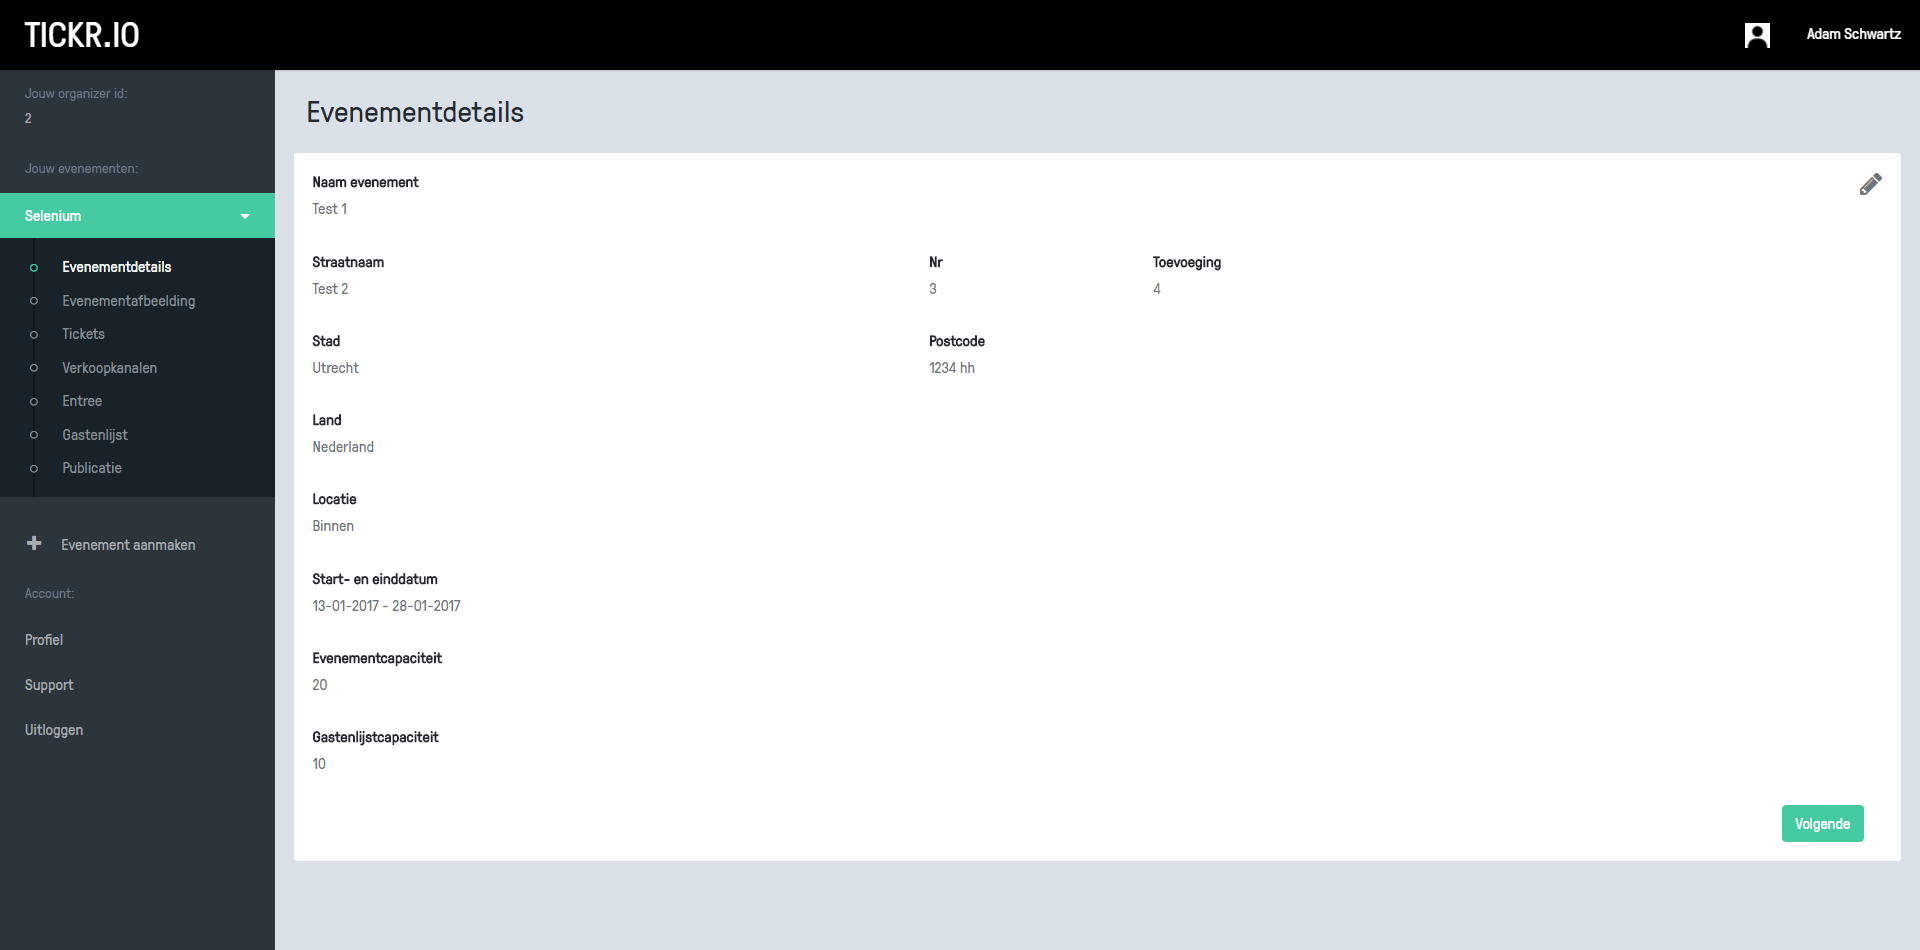 TICKR.IO
Adam Schwartz
Jouw organizer id:
2
Jouw evenementen:
Selenium
Evenementdetails
Evenementafbeelding
Tickets
Verkoopkanalen
Entree
Gastenlijst
Publicatie
Evenement aanmaken
Account:
Profiel
Support
Uitloggen
Evenementdetails
Naam evenement
Test 1
Straatnaam Nr Toevoeging
Test 2 3 4
Stad Postcode
Utrecht 1234 hh
Land
Nederland
Locatie
Binnen
Start- en einddatum
13-01-2017 - 28-01-2017
Evenementcapaciteit
20
Gastenlijstcapaciteit
10
Volgende